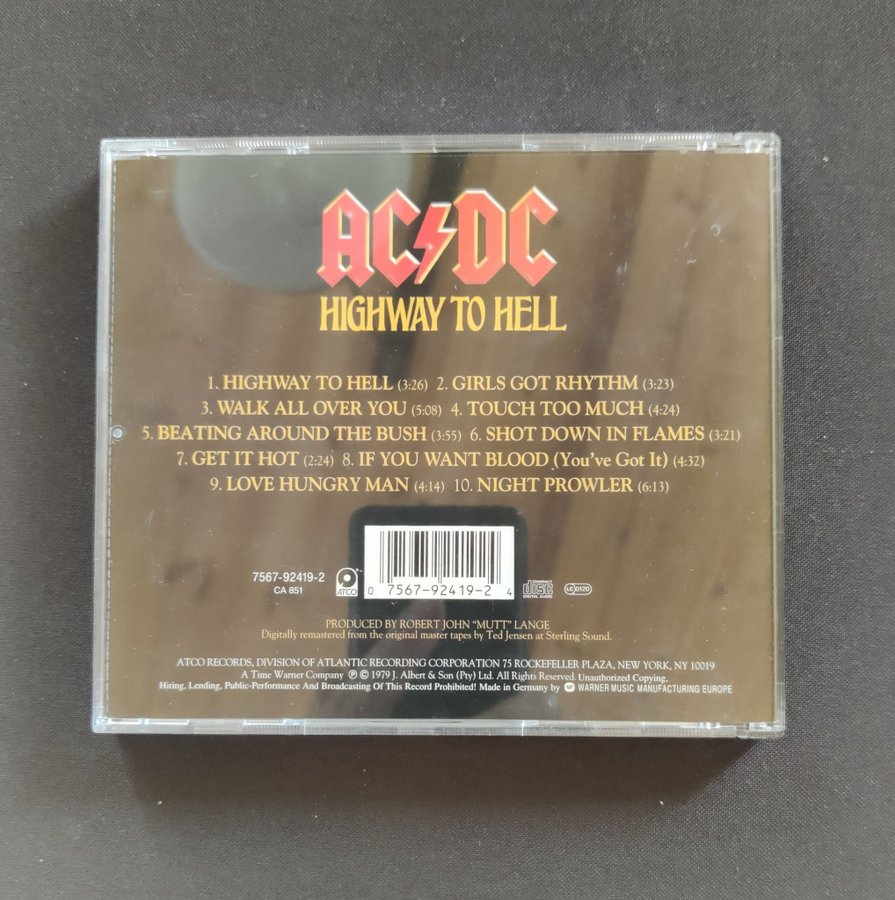 AC/DC
HIGHWAY TO HELL
1. HIGHWAY TO HELL (3:26) 2. GIRLS GOT RHYTHM (3:23)
3. WALK ALL OVER YOU (5:08) 4. TOUCH TOO MUCH (4:24)
5. BEATING AROUND THE BUSH (3:55) 6. SHOT DOWN IN FLAMES (3:21)
7. GET IT HOT (2:24) 8. IF YOU WANT BLOOD (You've Got It) (4:32)
9. LOVE HUNGRY MAN (4:14) 10. NIGHT PROWLER (6:13)
7567-92419-2
CA 851
ATCO
0 7567-92419-2 4
COMPACT
disc
DIGITAL AUDIO
LC 0120
PRODUCED BY ROBERT JOHN "MUTT" LANGE
Digitally remastered from the original master tapes by Ted Jensen at Sterling Sound.
ATCO RECORDS, DIVISION OF ATLANTIC RECORDING CORPORATION 75 ROCKEFELLER PLAZA, NEW YORK, NY 10019
A Time Warner Company ℗ © 1979 J. Albert & Son (Pty) Ltd. All Rights Reserved. Unauthorized Copying,
Hiring, Lending, Public-Performance And Broadcasting Of This Record Prohibited! Made in Germany by WARNER MUSIC MANUFACTURING EUROPE